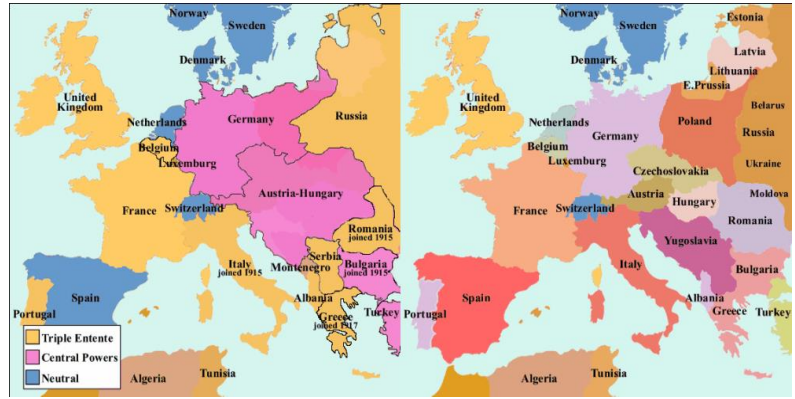 Norway
Sweden
Denmark
United
Kingdom
Netherlands
Belgium
Luxemburg
Germany
Russia
Austria-Hungary
France
Switzerland
Romania
joined 1915
Serbia
Italy
joined 1915
Montenegro
Bulgaria
joined 1915
Spain
Portugal
Albania
Greece
joined 1917
Turkey
Triple Entente
Central Powers
Neutral
Algeria
Tunisia
Norway
Sweden
Estonia
Denmark
Latvia
Lithuania
E.Prussia
United
Kingdom
Belarus
Netherlands
Poland
Russia
Germany
Belgium
Luxemburg
Ukraine
Czechoslovakia
Austria
Moldova
Switzerland
Hungary
France
Romania
Yugoslavia
Italy
Bulgaria
Spain
Albania
Portugal
Greece
Turkey
Algeria
Tunisia